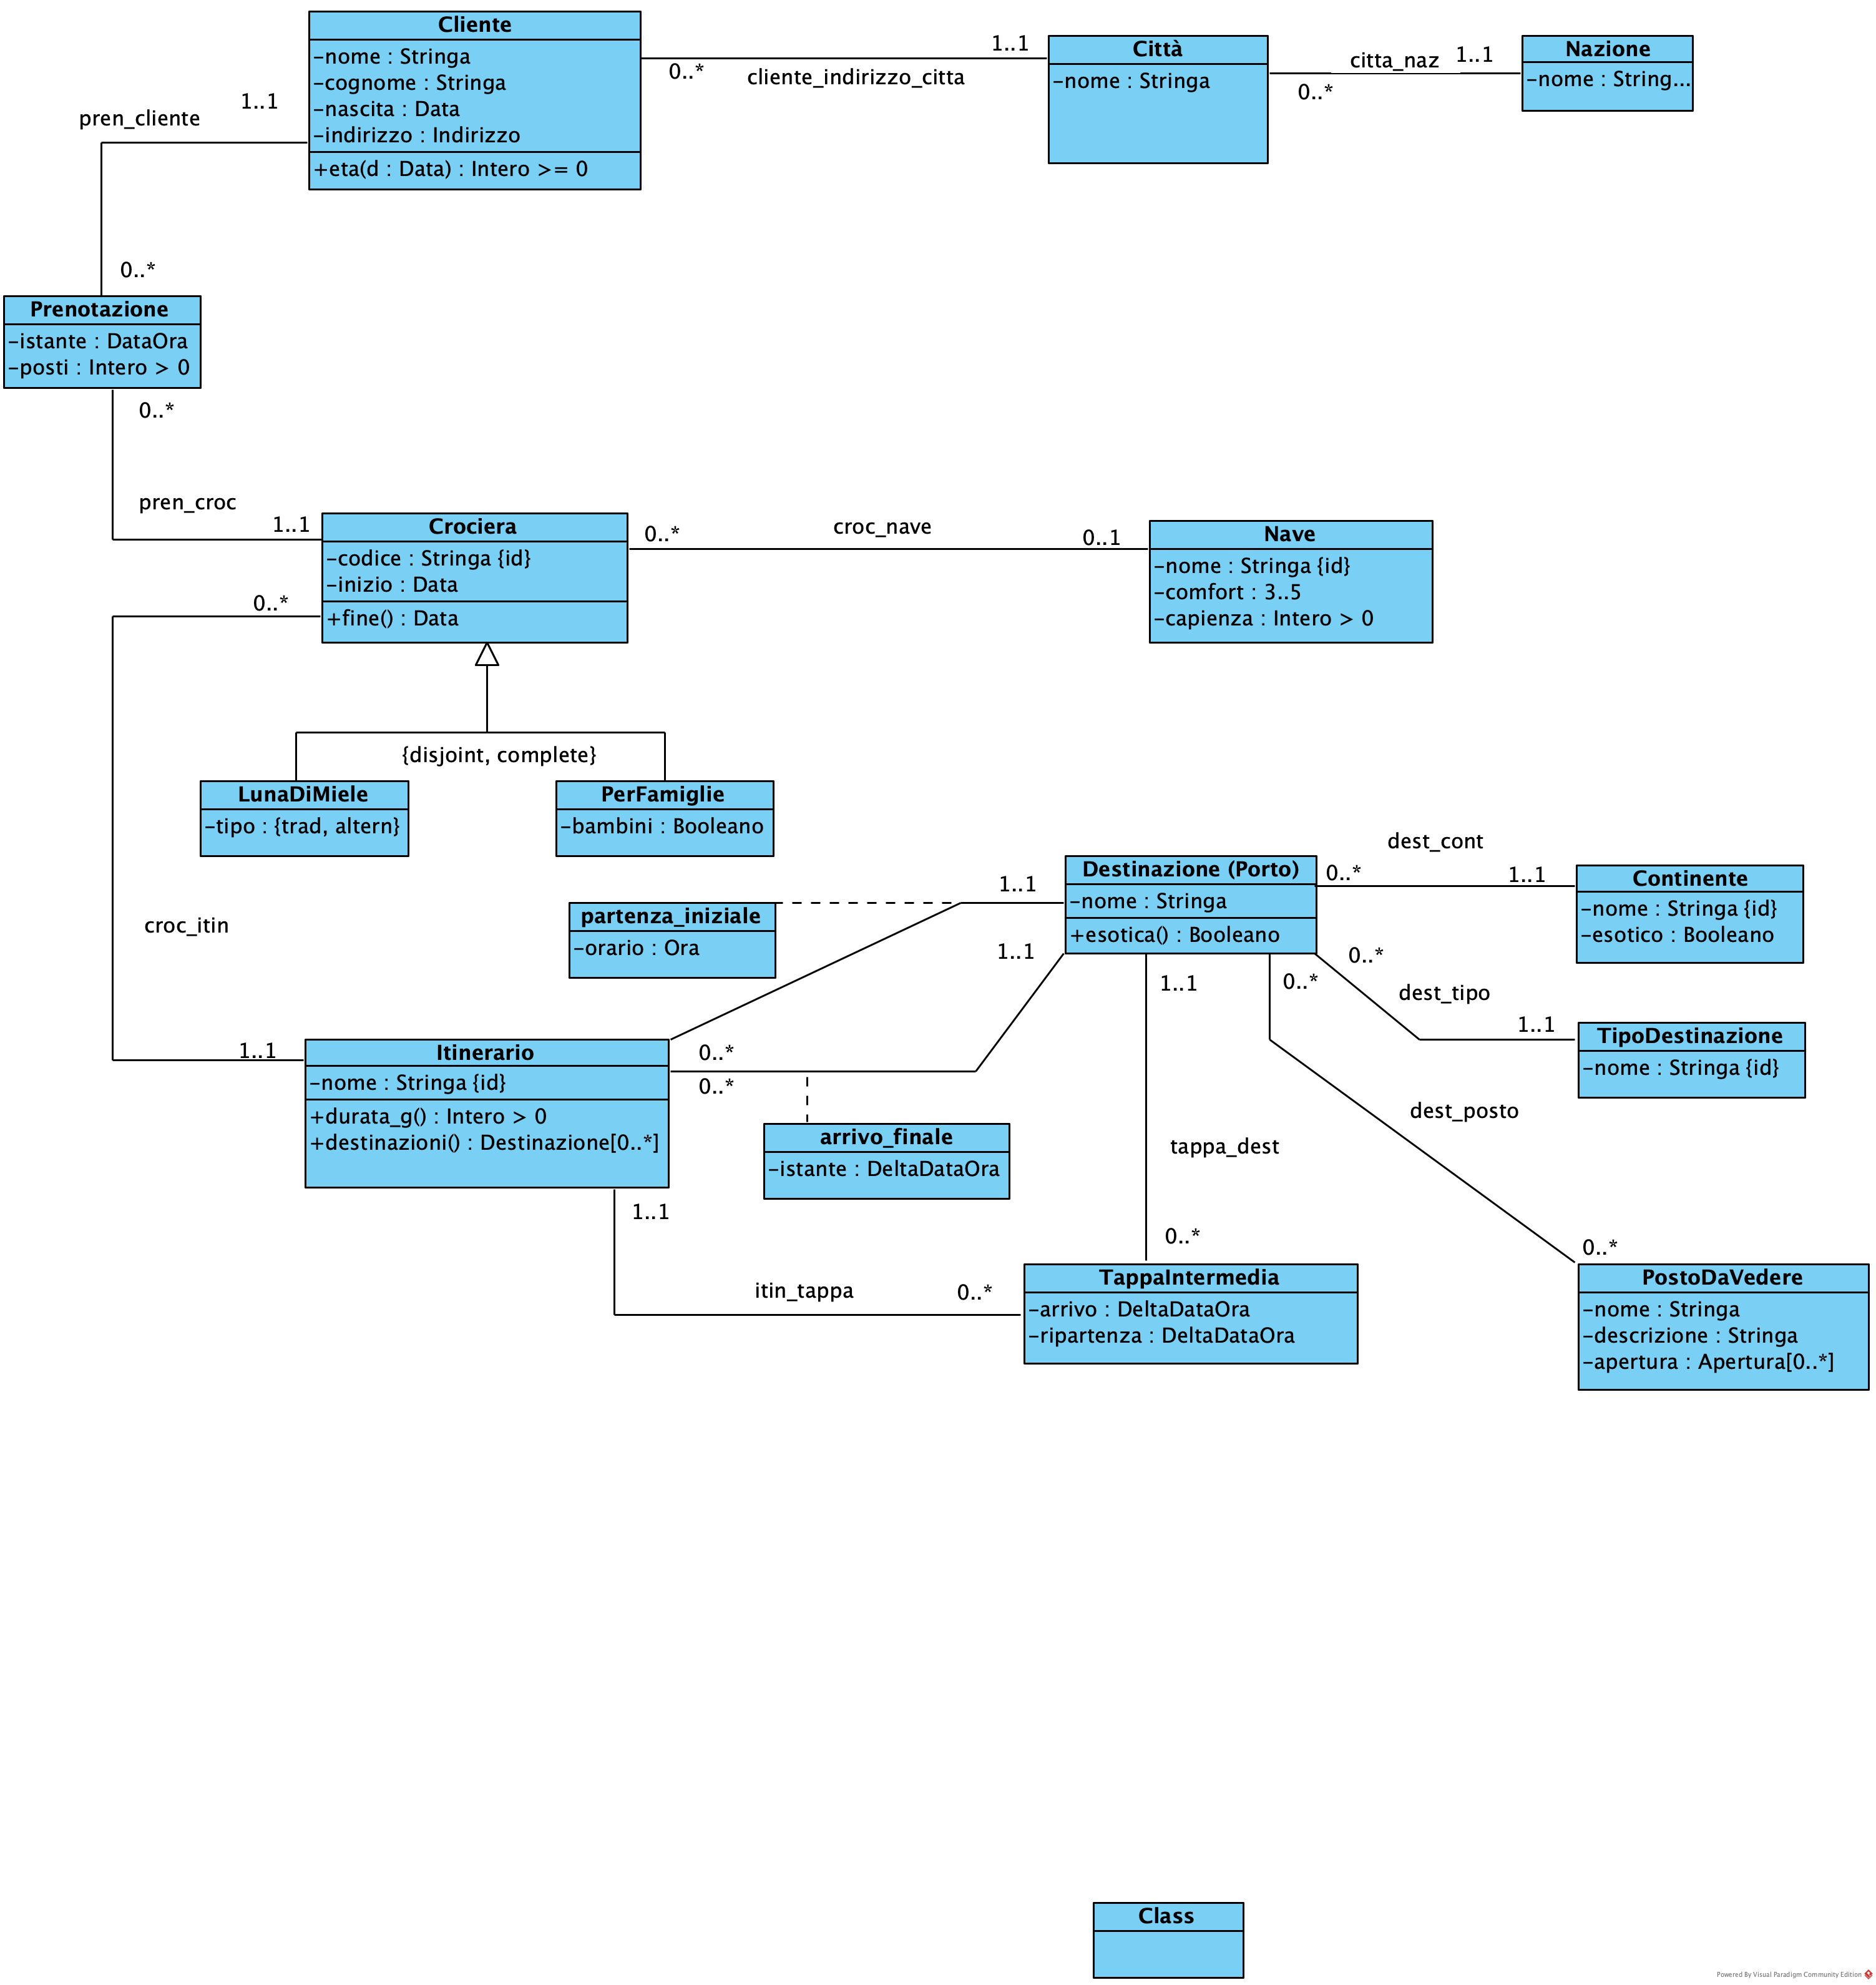 Cliente
-nome : Stringa
-cognome : Stringa
-nascita : Data
-indirizzo : Indirizzo
+eta(d : Data) : Intero >= 0
1..1
0..*
cliente_indirizzo_citta
Città
-nome : Stringa
citta_naz
1..1
0..*
Nazione
-nome : String...
1..1
pren_cliente
0..*
Prenotazione
-istante : DataOra
-posti : Intero > 0
0..*
pren_croc
1..1
Crociera
-codice : Stringa {id}
-inizio : Data
+fine() : Data
0..*
croc_nave
0..1
Nave
-nome : Stringa {id}
-comfort : 3..5
-capienza : Intero > 0
0..*
{disjoint, complete}
LunaDiMiele
-tipo : {trad, altern}
PerFamiglie
-bambini : Booleano
croc_itin
1..1
partenza_iniziale
-orario : Ora
1..1
1..1
Destinazione (Porto)
-nome : Stringa
+esotica() : Booleano
dest_cont
0..*
1..1
Continente
-nome : Stringa {id}
-esotico : Booleano
0..*
dest_tipo
1..1
TipoDestinazione
-nome : Stringa {id}
1..1
0..*
dest_posto
Itinerario
-nome : Stringa {id}
+durata_g() : Intero > 0
+destinazioni() : Destinazione[0..*]
0..*
0..*
arrivo_finale
-istante : DeltaDataOra
tappa_dest
1..1
0..*
0..*
itin_tappa
0..*
TappaIntermedia
-arrivo : DeltaDataOra
-ripartenza : DeltaDataOra
PostoDaVedere
-nome : Stringa
-descrizione : Stringa
-apertura : Apertura[0..*]
Class
Powered By Visual Paradigm Community Edition